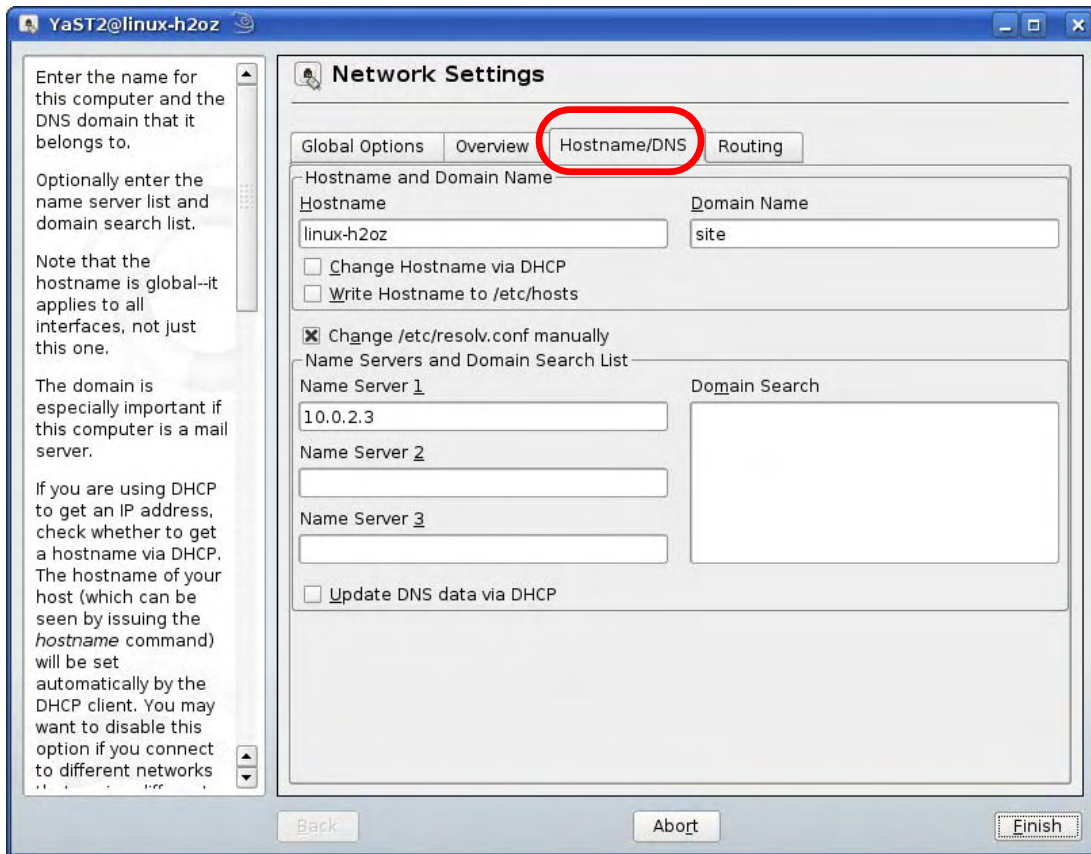 YaST2@linux-h2oz
Enter the name for
this computer and the
DNS domain that it
belongs to.
Optionally enter the
name server list and
domain search list.
Note that the
hostname is global--it
applies to all
interfaces, not just
this one.
The domain is
especially important if
this computer is a mail
server.
If you are using DHCP
to get an IP address,
check whether to get
a hostname via DHCP.
The hostname of your
host (which can be
seen by issuing the
hostname command)
will be set
automatically by the
DHCP client. You may
want to disable this
option if you connect
to different networks
Network Settings
Global Options Overview Hostname/DNS Routing
Hostname and Domain Name
Hostname Domain Name
linux-h2oz site
Change Hostname via DHCP
Write Hostname to /etc/hosts
Change /etc/resolv.conf manually
Name Servers and Domain Search List
Name Server 1 Domain Search
10.0.2.3
Name Server 2
Name Server 3
Update DNS data via DHCP
Back Abort Finish